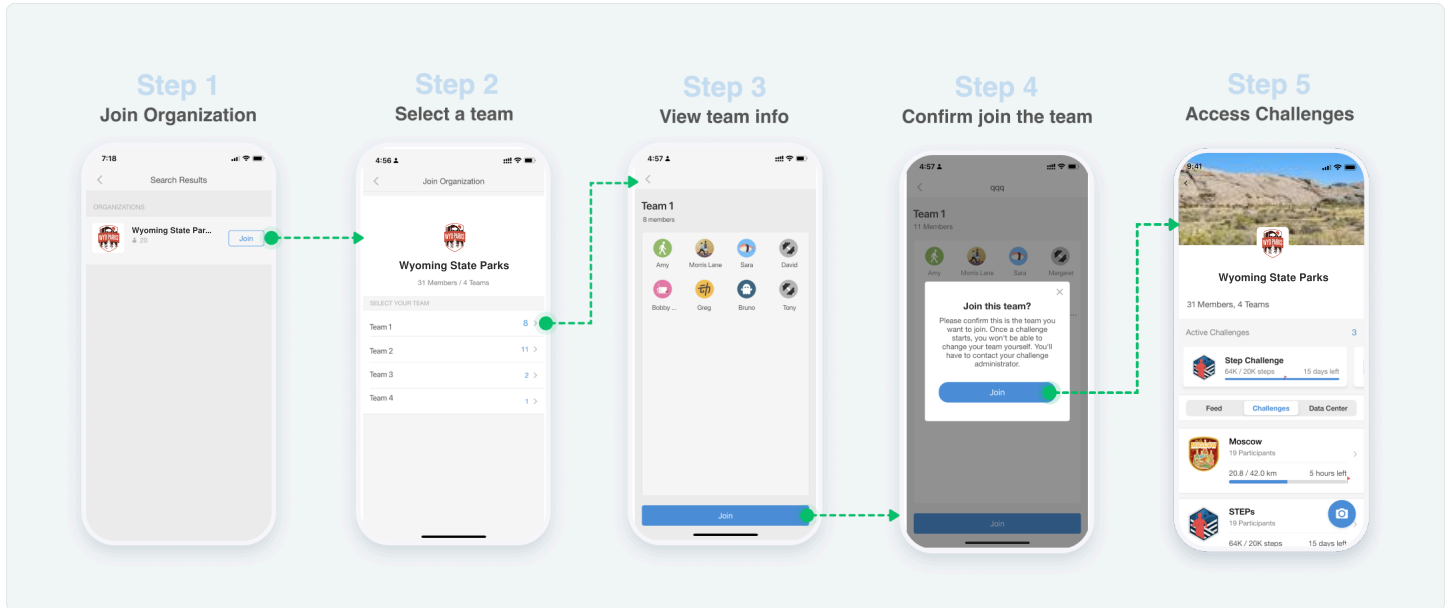 Step 1
Join Organization
7:18
Search Results
ORGANIZATIONS
Wyoming State Par...
20
Join
Step 2
Select a team
4:56
Join Organization
WYO PARKS
Wyoming State Parks
31 Members / 4 Teams
SELECT YOUR TEAM
Team 1 8
Team 2 11
Team 3 2
Team 4 1
Step 3
View team info
4:57
Team 1
8 members
Amy Morris Lane Sara David
Bobby ... Greg Bruno Tony
Join
Step 4
Confirm join the team
4:57
qqq
Team 1
11 Members
Amy Morris Lane Sara Margaret
Join this team?
Please confirm this is the team you
want to join. Once a challenge
starts, you won't be able to
change your team yourself. You'll
have to contact your challenge
administrator.
Join
Join
Step 5
Access Challenges
9:41
WYO PARKS
Wyoming State Parks
31 Members, 4 Teams
Active Challenges 3
Step Challenge
64K / 20K steps 15 days left
Feed Challenges Data Center
Moscow
19 Participants
20.8 / 42.0 km 5 hours left
STEPs
19 Participants
64K / 20K steps 15 days left